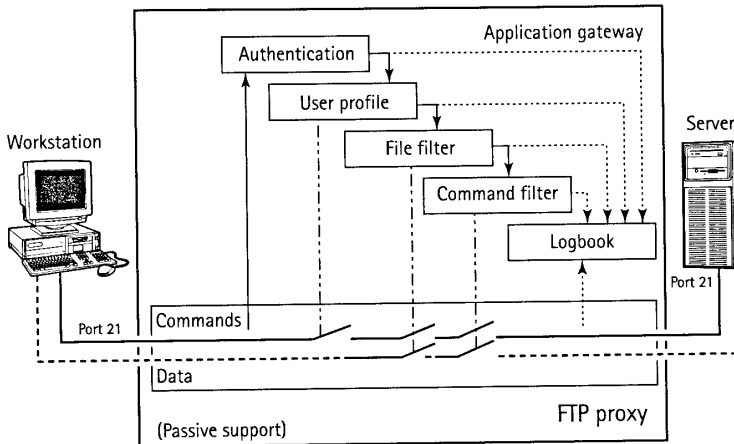 Application gateway
Authentication
User profile
Workstation
Server
File filter
Command filter
Logbook
Port 21
Port 21
Commands
Data
FTP proxy
(Passive support)